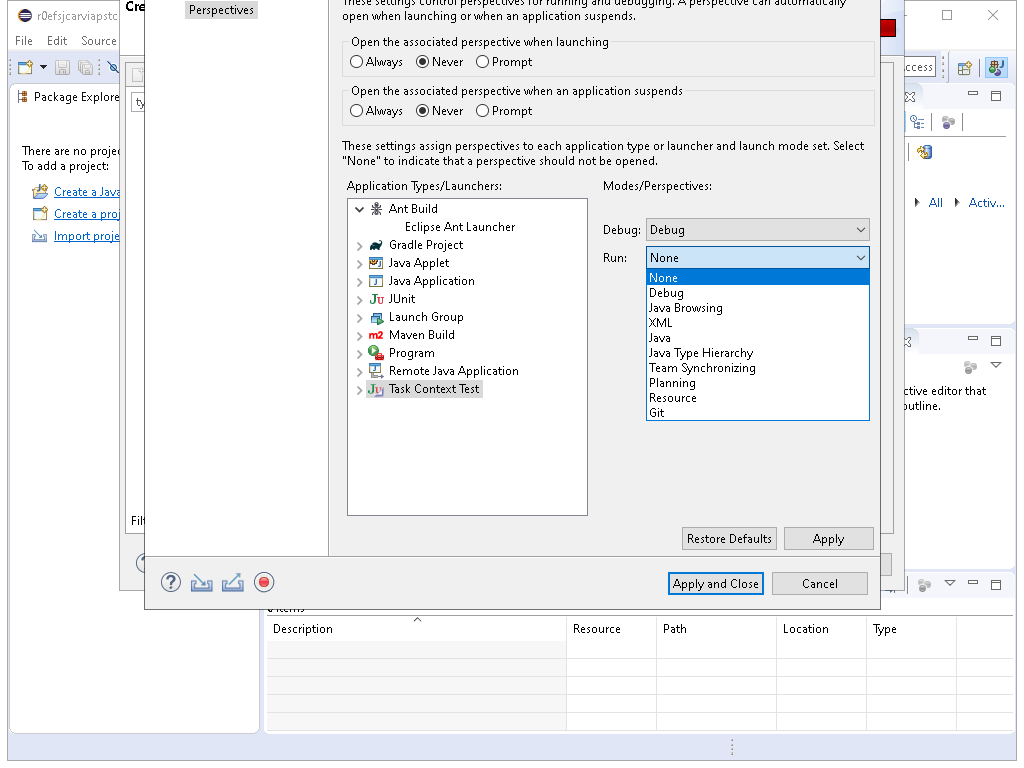 r0efsjcarviapstc
Cre
Perspectives
These settings control perspectives for running and debugging. A perspective can automatically
open when launching or when an application suspends.
File Edit Source
Open the associated perspective when launching
Always Never Prompt
ccess
Package Explore
Open the associated perspective when an application suspends
ty
Always Never Prompt
There are no projec
To add a project:
These settings assign perspectives to each application type or launcher and launch mode set. Select
"None" to indicate that a perspective should not be opened.
Create a Java
Create a proj
Import proje
Application Types/Launchers:
Modes/Perspectives:
Ant Build
Eclipse Ant Launcher
Gradle Project
Java Applet
Java Application
JUnit
Launch Group
Maven Build
Program
Remote Java Application
Task Context Test
Debug: Debug
Run: None
None
Debug
Java Browsing
XML
Java
Java Type Hierarchy
Team Synchronizing
Planning
Resource
Git
All Activ...
ctive editor that
outline.
Filt
Restore Defaults Apply
Apply and Close Cancel
0 items
Description Resource Path Location Type